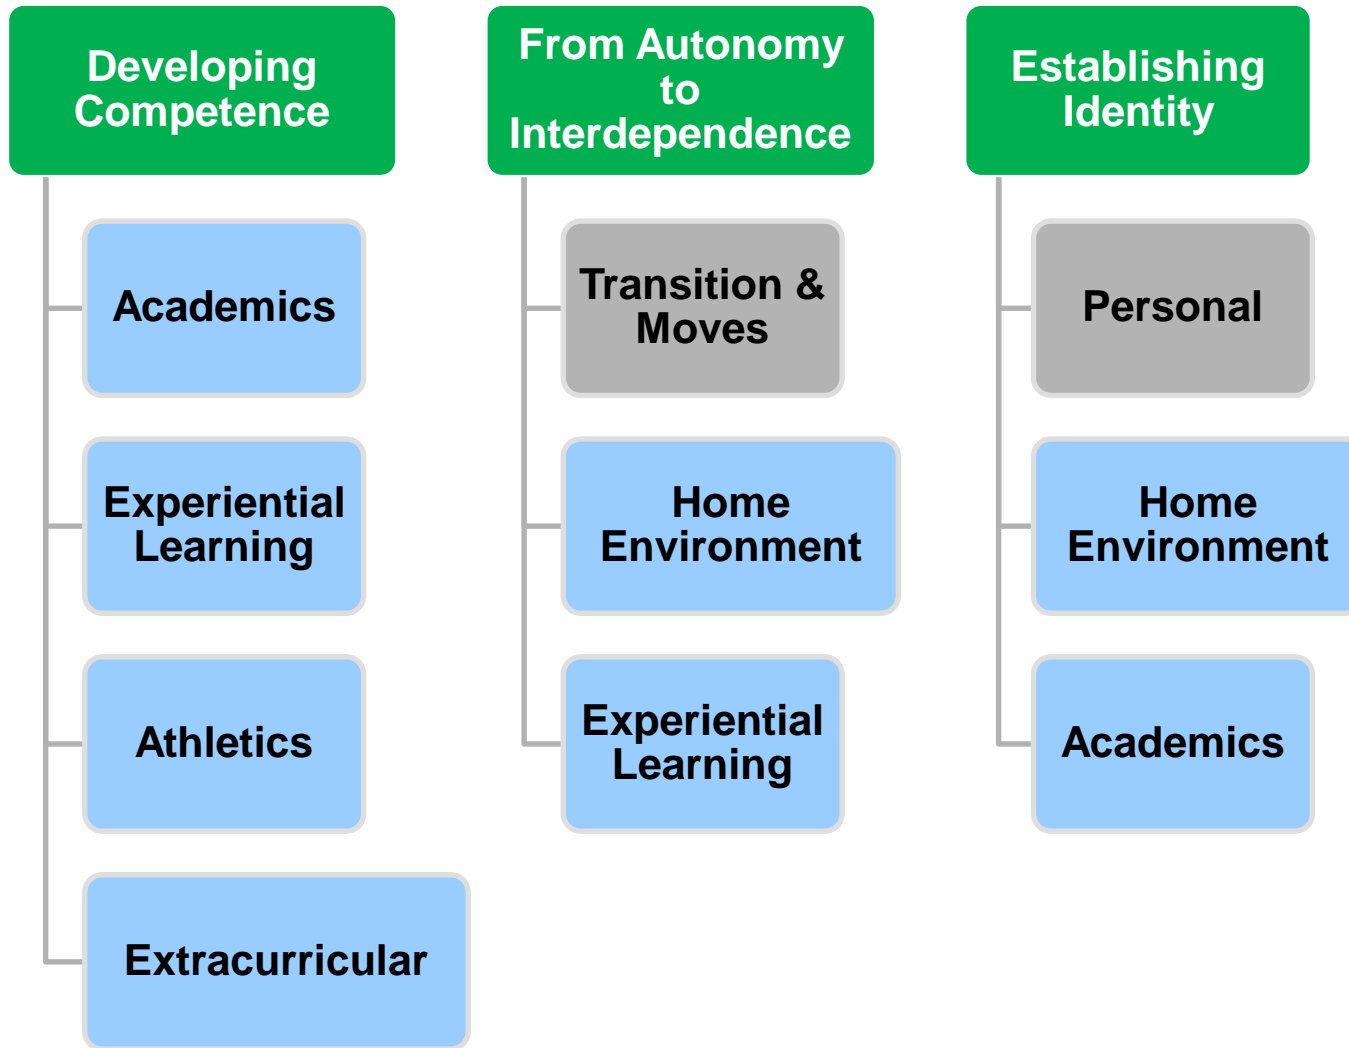 Developing
Competence
Academics
Experiential
Learning
Athletics
Extracurricular
From Autonomy
to
Interdependence
Transition &
Moves
Home
Environment
Experiential
Learning
Establishing
Identity
Personal
Home
Environment
Academics